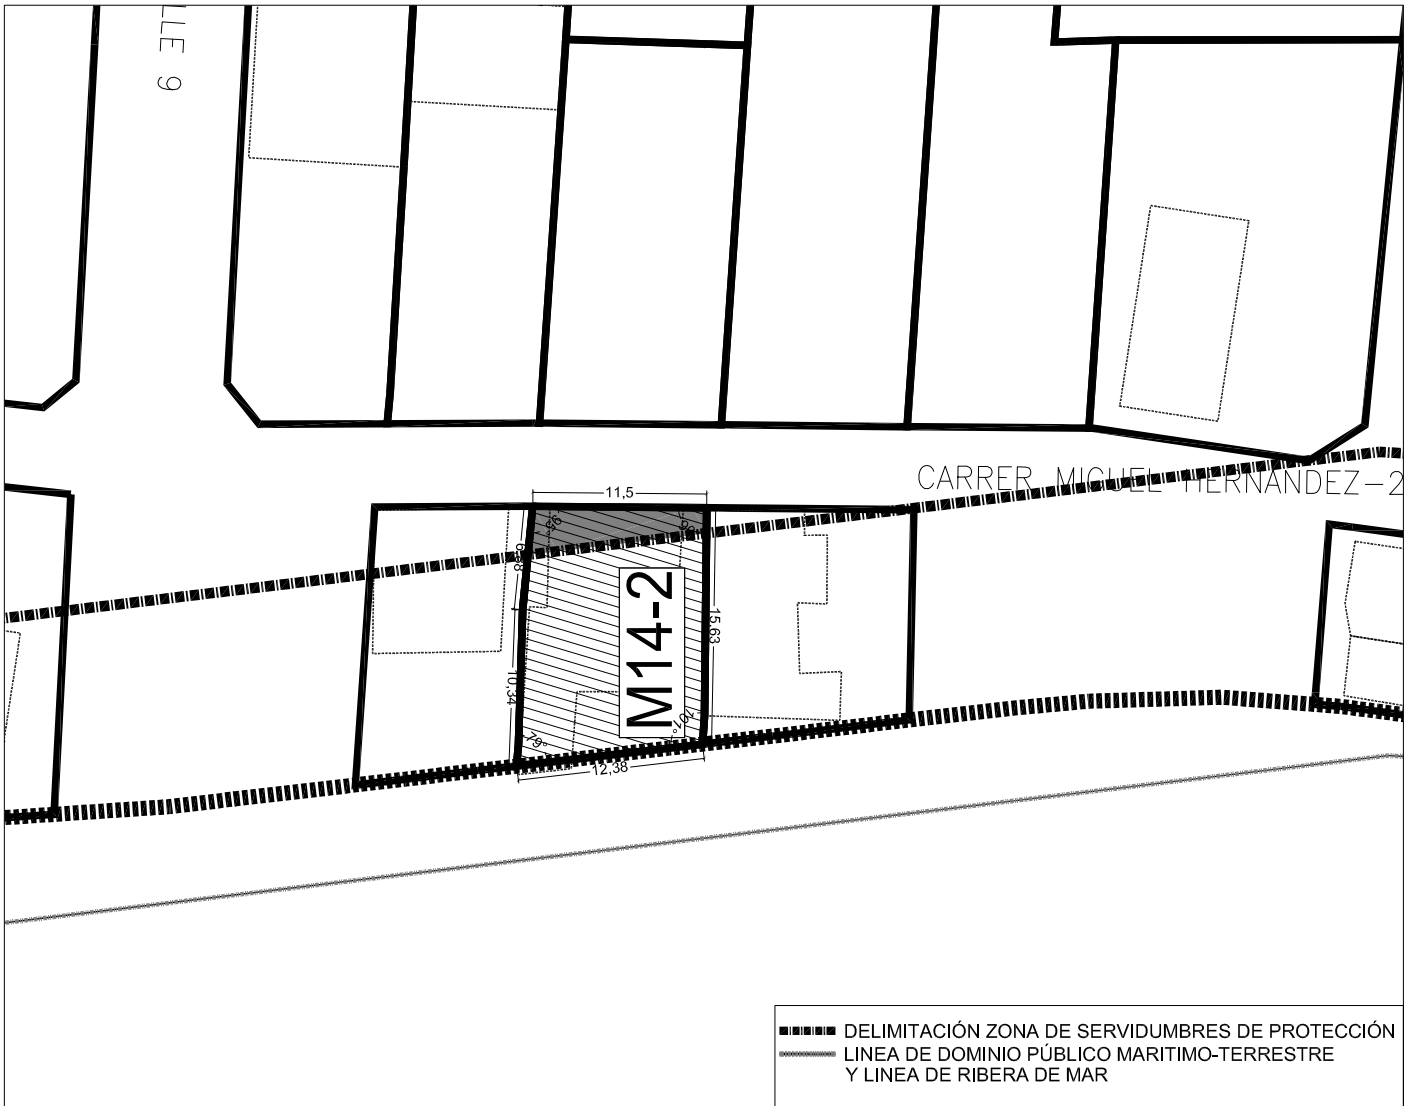 LLE 9
CARRER MIGUEL HERNANDEZ-2
11,5
95°
15,63
M14-2
10,34
79°
101°
12,38
DELIMITACIÓN ZONA DE SERVIDUMBRES DE PROTECCIÓN
LINEA DE DOMINIO PÚBLICO MARITIMO-TERRESTRE
Y LINEA DE RIBERA DE MAR